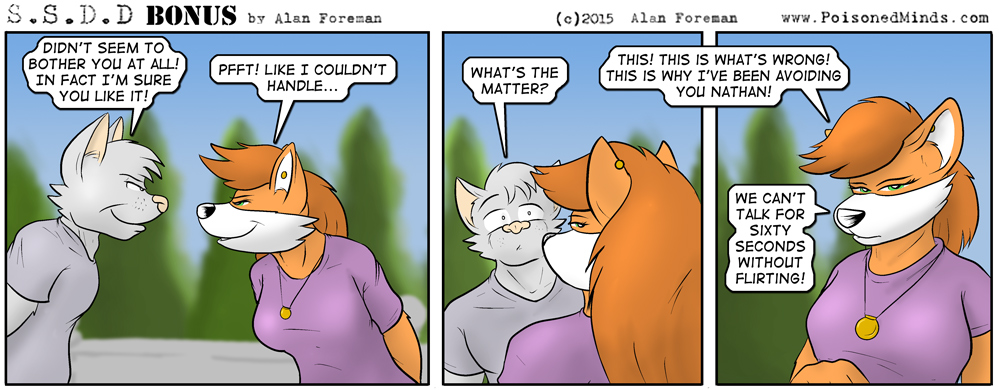 S.S.D.D BONUS by Alan Foreman (c)2015 Alan Foreman www.PoisonedMinds.com
DIDN'T SEEM TO
BOTHER YOU AT ALL!
IN FACT I'M SURE
YOU LIKE IT!
PFFT! LIKE I COULDN'T
HANDLE...
WHAT'S THE
MATTER?
THIS! THIS IS WHAT'S WRONG!
THIS IS WHY I'VE BEEN AVOIDING
YOU NATHAN!
WE CAN'T
TALK FOR
SIXTY
SECONDS
WITHOUT
FLIRTING!